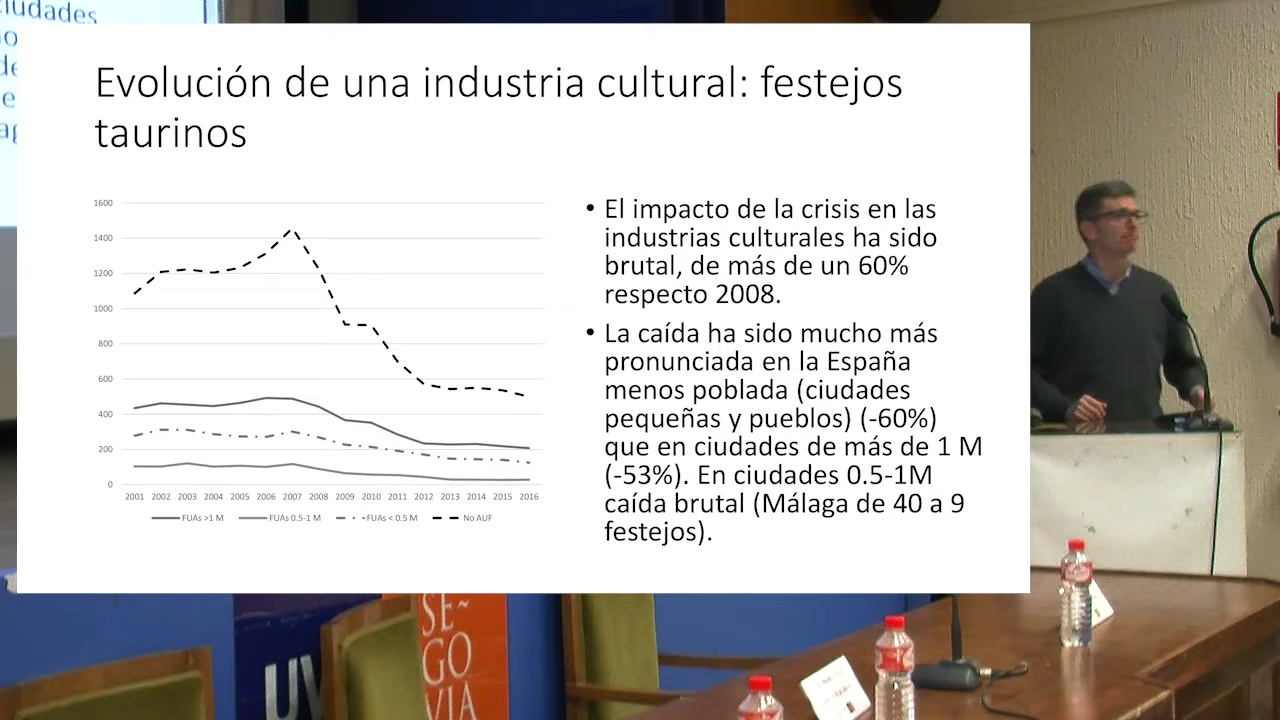 ciudades
Evolución de una industria cultural: festejos
taurinos
1600
1400
1200
1000
800
600
400
200
0
2001 2002 2003 2004 2005 2006 2007 2008 2009 2010 2011 2012 2013 2014 2015 2016
FUAs >1 M FUAs 0.5-1 M FUAs < 0.5 M No AUF
• El impacto de la crisis en las
industrias culturales ha sido
brutal, de más de un 60%
respecto 2008.
• La caída ha sido mucho más
pronunciada en la España
menos poblada (ciudades
pequeñas y pueblos) (-60%)
que en ciudades de más de 1 M
(-53%). En ciudades 0.5-1M
caída brutal (Málaga de 40 a 9
festejos).
SE~
GO
VIA